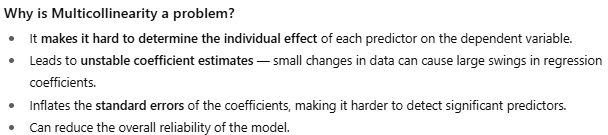 Why is Multicollinearity a problem?
• It makes it hard to determine the individual effect of each predictor on the dependent variable.
• Leads to unstable coefficient estimates — small changes in data can cause large swings in regression
coefficients.
• Inflates the standard errors of the coefficients, making it harder to detect significant predictors.
• Can reduce the overall reliability of the model.